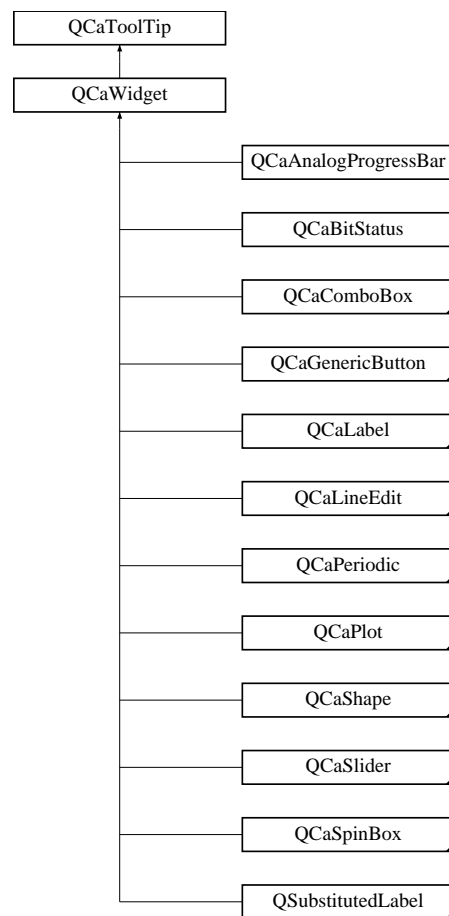 QCaToolTip
QCaWidget
QCaAnalogProgressBar
QCaBitStatus
QCaComboBox
QCaGenericButton
QCaLabel
QCaLineEdit
QCaPeriodic
QCaPlot
QCaShape
QCaSlider
QCaSpinBox
QSubstitutedLabel